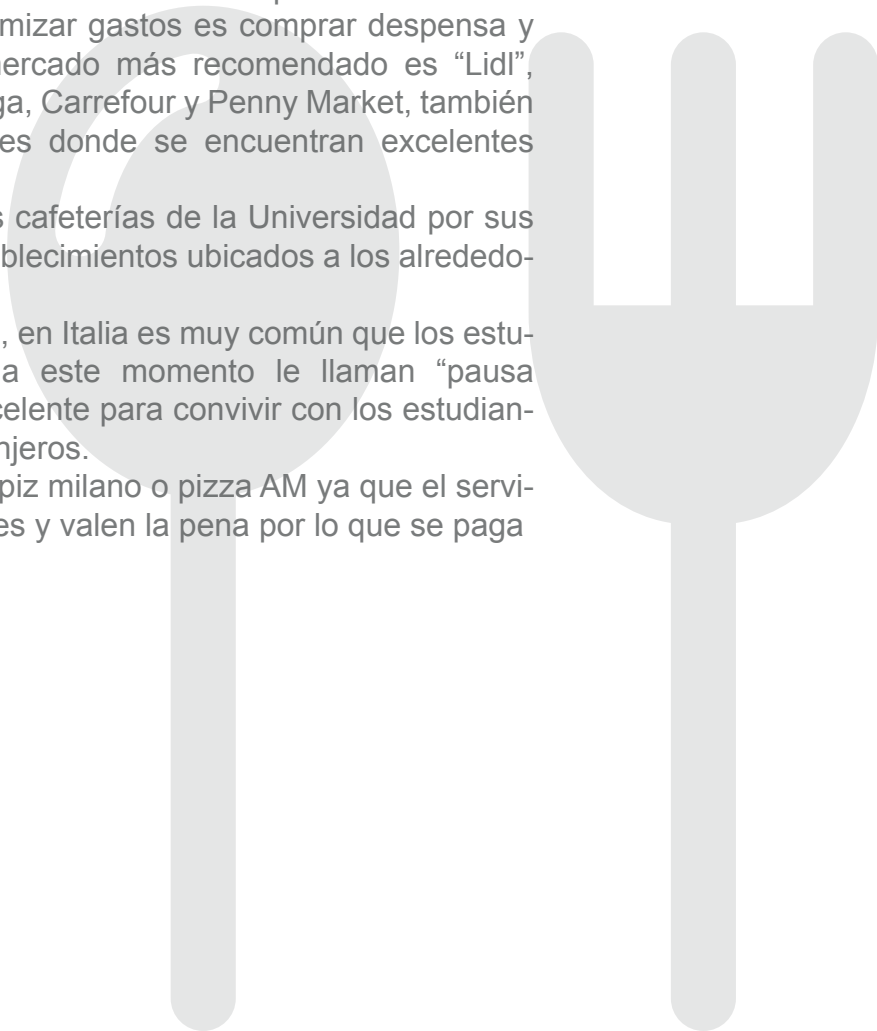 mizar gastos es comprar despensa y
ercado más recomendado es “Lidl”,
ga, Carrefour y Penny Market, también
es donde se encuentran excelentes
s cafeterías de la Universidad por sus
blecimientos ubicados a los alrededo-
, en Italia es muy común que los estu-
a este momento le llaman “pausa
celente para convivir con los estudian-
njeros.
piz milano o pizza AM ya que el servi-
es y valen la pena por lo que se paga